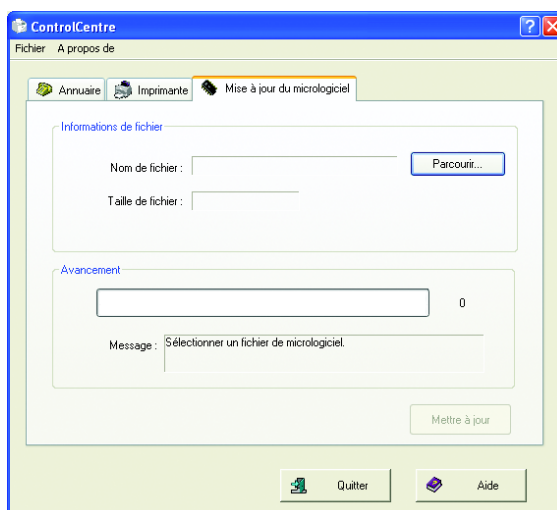 ControlCentre
Fichier A propos de
Annuaire Imprimante Mise à jour du micrologiciel
Informations de fichier
Nom de fichier : Parcourir...
Taille de fichier :
Avancement
0
Message : Sélectionner un fichier de micrologiciel.
Mettre à jour
Quitter Aide